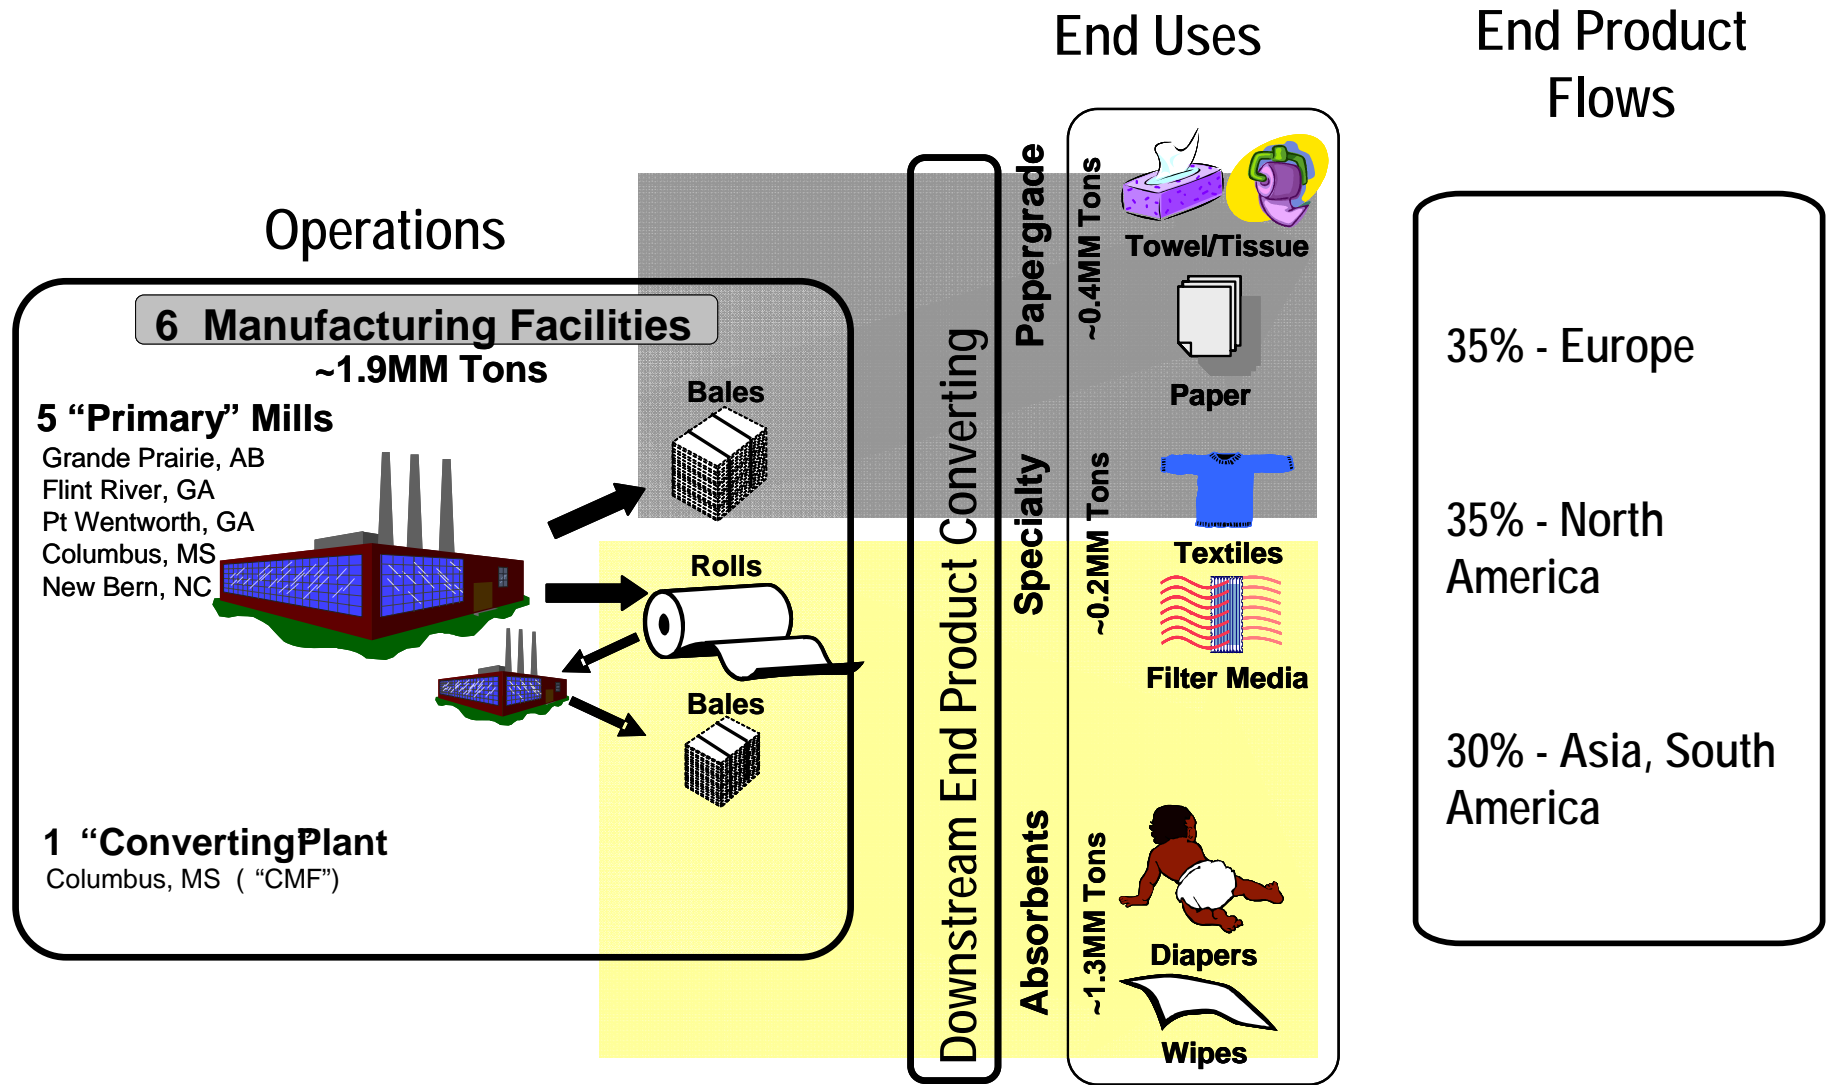 End Uses
End Product
Flows
Operations
6 Manufacturing Facilities
~1.9MM Tons
5 “Primary” Mills
Grande Prairie, AB
Flint River, GA
Pt Wentworth, GA
Columbus, MS
New Bern, NC
1 “Converting” Plant
Columbus, MS ( “CMF”)
Bales
Rolls
Bales
Downstream End Product Converting
Papergrade
~0.4MM Tons
Specialty
~0.2MM Tons
Absorbents
~1.3MM Tons
Towel/Tissue
Paper
Textiles
Filter Media
Diapers
Wipes
35% - Europe
35% - North
America
30% - Asia, South
America